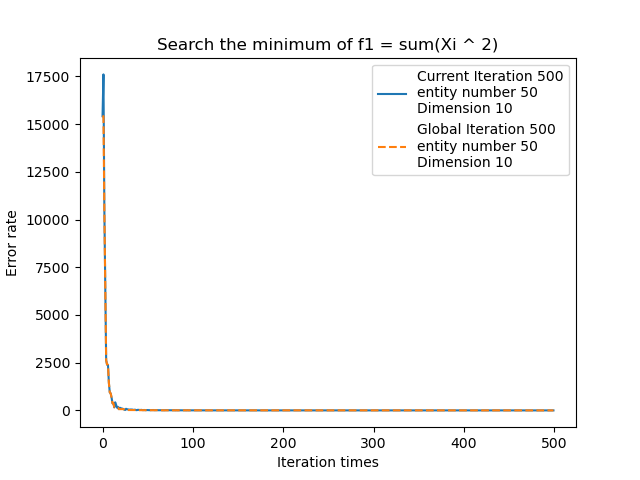 Search the minimum of f1 = sum(Xi ^ 2)
Current Iteration 500
entity number 50
Dimension 10
Global Iteration 500
entity number 50
Dimension 10
Error rate
17500
15000
12500
10000
7500
5000
2500
0
0 100 200 300 400 500
Iteration times